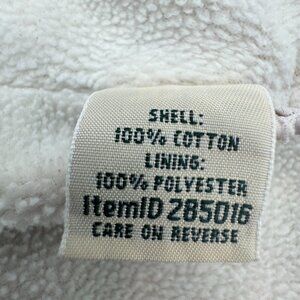 SHELL:
100% COTTON
LINING:
100% POLYESTER
ItemID 285016
CARE ON REVERSE